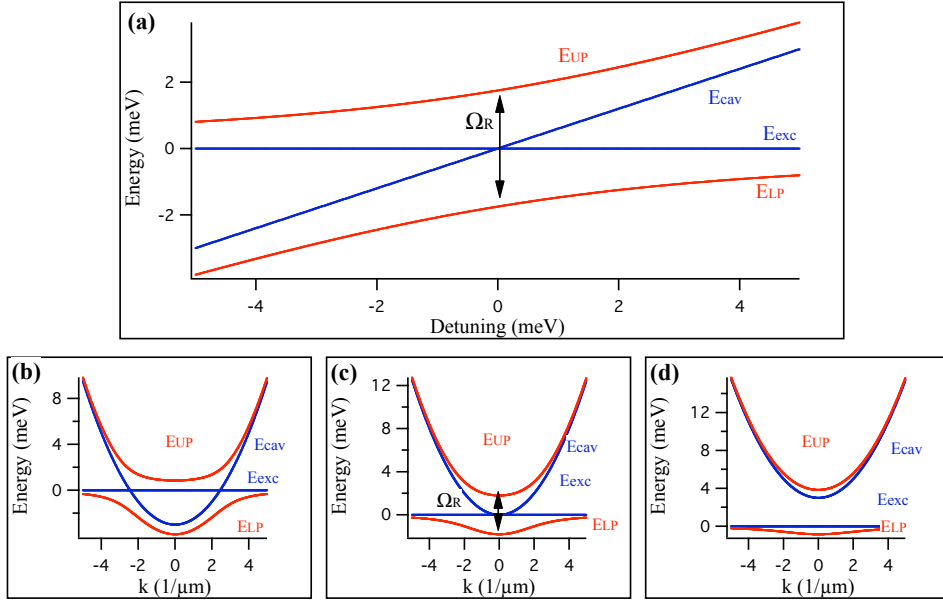 (a)
Energy (meV)
2
0
-2
EUP
Ecav
ΩR
Eexc
ELP
-4
-2
0
2
4
Detuning (meV)
(b)
Energy (meV)
8
4
0
EUP
Ecav
Eexc
ELP
-4
-2
0
2
4
k (1/µm)
(c)
Energy (meV)
12
8
4
0
EUP
Ecav
Eexc
ΩR
ELP
-4
-2
0
2
4
k (1/µm)
(d)
Energy (meV)
12
8
4
0
EUP
Ecav
Eexc
ELP
-4
-2
0
2
4
k (1/µm)